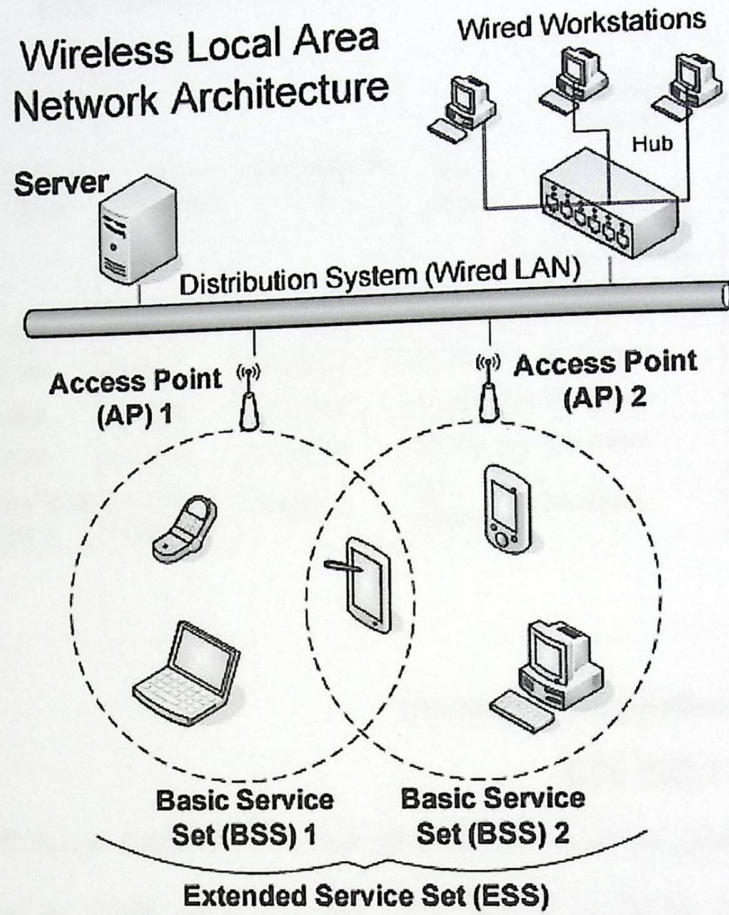 Wireless Local Area
Network Architecture
Wired Workstations
Hub
Server
Distribution System (Wired LAN)
Access Point
(AP) 1
Access Point
(AP) 2
Basic Service
Set (BSS) 1
Basic Service
Set (BSS) 2
Extended Service Set (ESS)